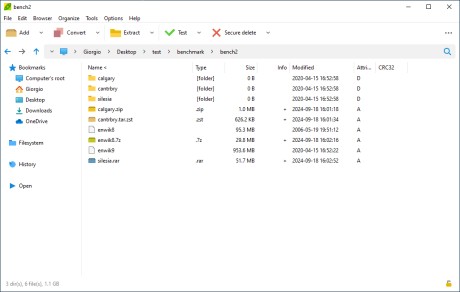 bench2
File Edit Browser Organize Tools Options Help
Add Convert Extract Test Secure delete
Giorgio > Desktop > test > benchmark > bench2
Bookmarks
Computer's root
Giorgio
Desktop
Downloads
OneDrive
Filesystem
History
Open
Name < Type Size Info Modified Attri... CRC32
calgary [folder] 0 B 2020-04-15 16:52:58 D
cantrbry [folder] 0 B 2020-04-15 16:52:58 D
silesia [folder] 0 B 2020-04-15 16:52:58 D
calgary.zip .zip 1.0 MB + 2024-09-18 16:01:18 A
cantrbry.tar.zst .zst 626.2 KB + 2024-09-18 16:01:34 A
enwik8 95.3 MB 2006-05-18 19:51:12 A
enwik8.7z .7z 29.8 MB + 2024-09-18 16:02:16 A
enwik9 953.6 MB 2020-04-15 16:52:22 A
silesia.rar .rar 51.7 MB + 2024-09-18 16:02:52 A
3 dir(s), 6 file(s), 1.1 GB